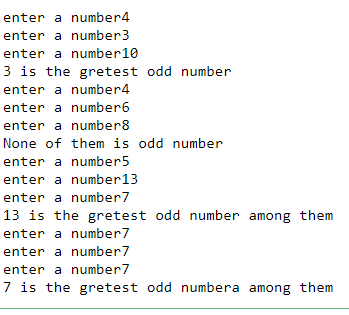 enter a number4
enter a number3
enter a number10
3 is the gretest odd number
enter a number4
enter a number6
enter a number8
None of them is odd number
enter a number5
enter a number13
enter a number7
13 is the gretest odd number among them
enter a number7
enter a number7
enter a number7
7 is the gretest odd numbera among them